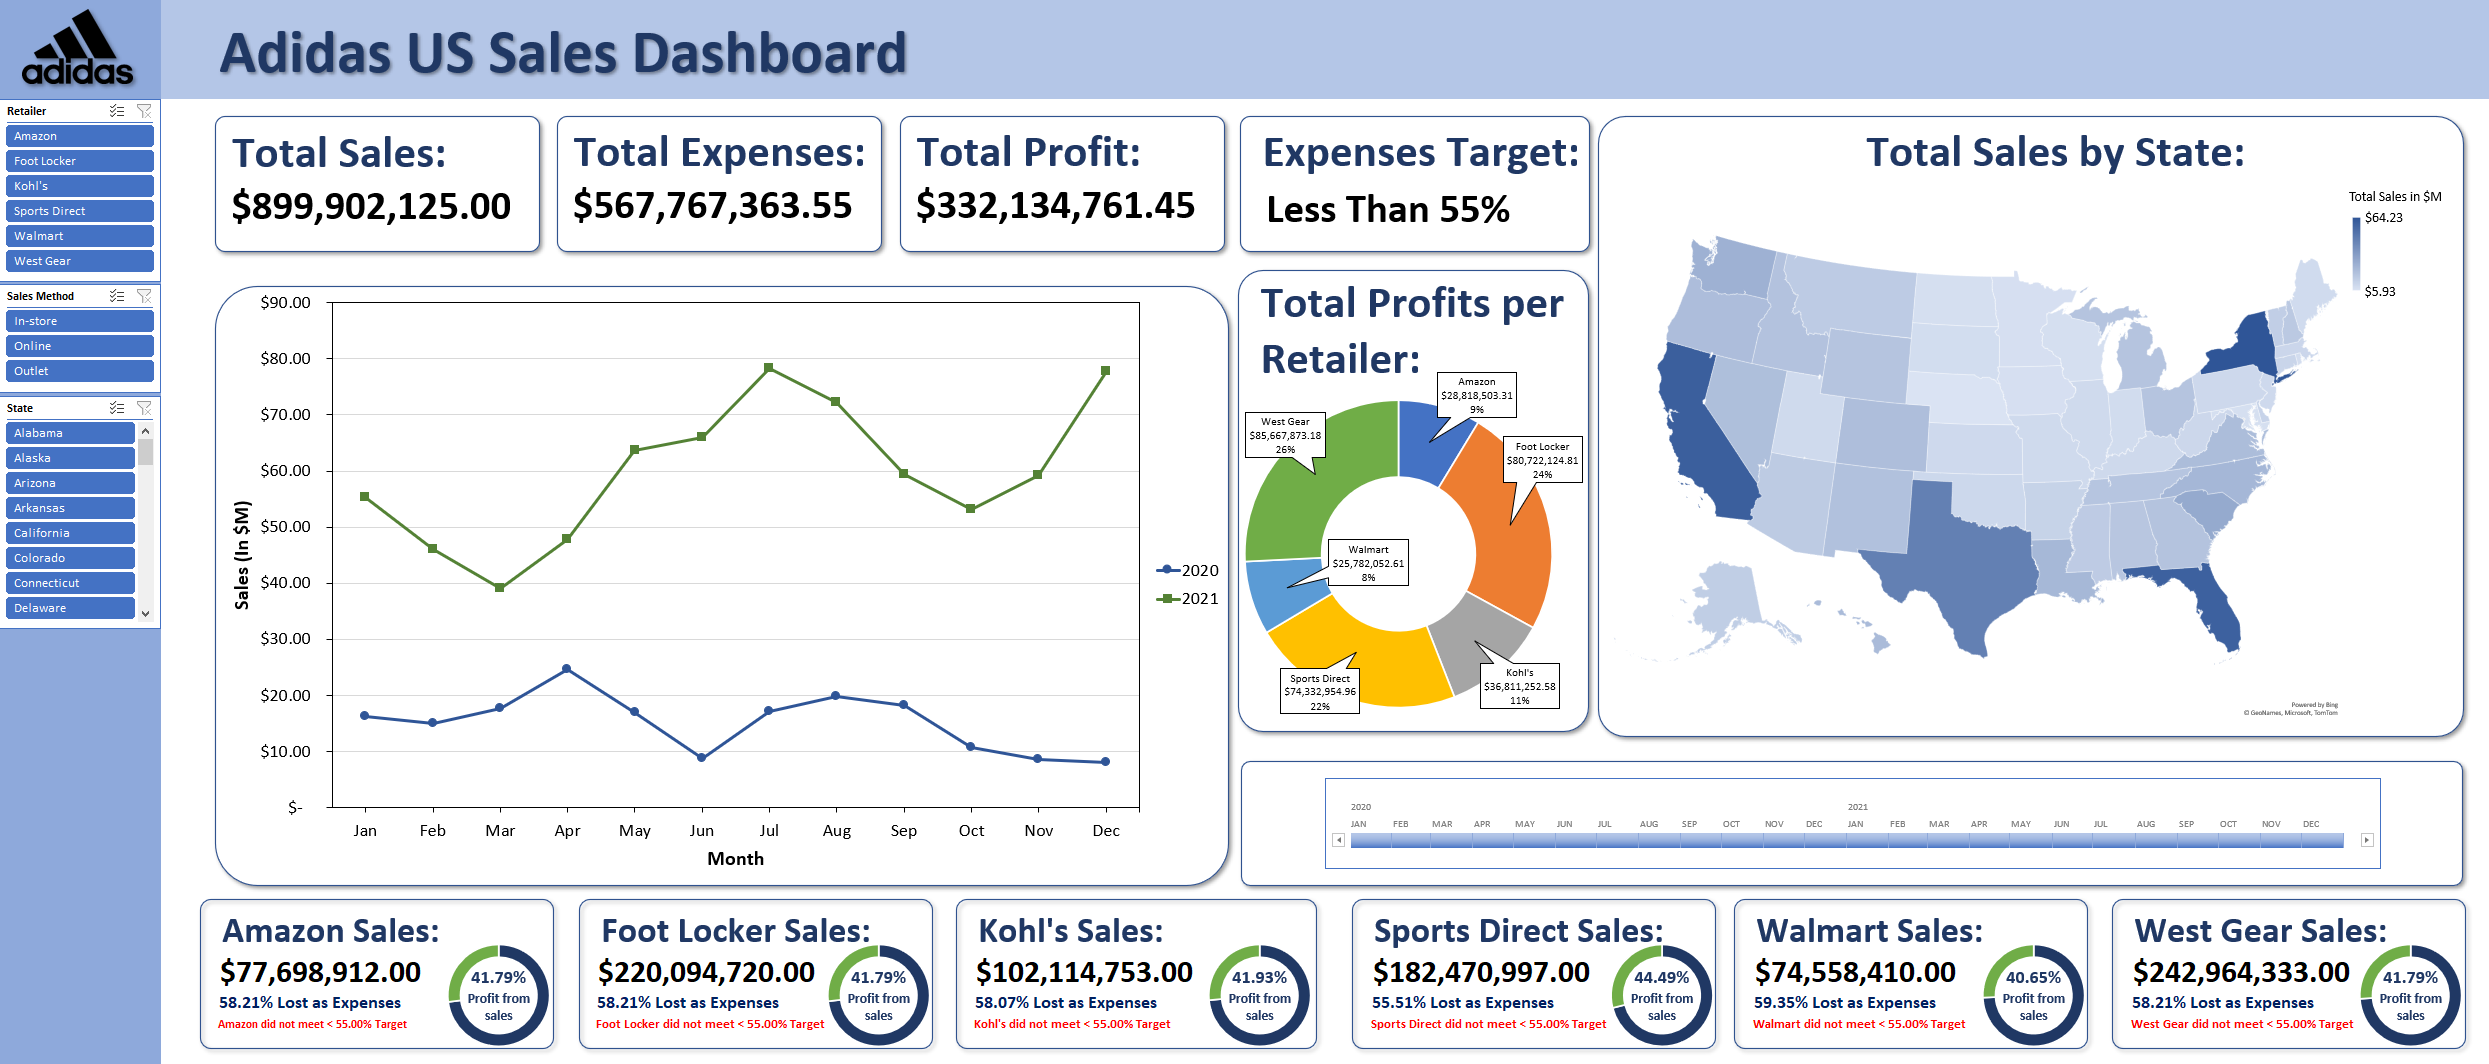 adidas
Adidas US Sales Dashboard
Retailer
Amazon
Foot Locker
Kohl's
Sports Direct
Walmart
West Gear
Sales Method
In-store
Online
Outlet
State
Alabama
Alaska
Arizona
Arkansas
California
Colorado
Connecticut
Delaware
Total Sales:
$899,902,125.00
Total Expenses:
$567,767,363.55
Total Profit:
$332,134,761.45
Expenses Target:
Less Than 55%
$90.00
$80.00
$70.00
$60.00
$50.00
$40.00
$30.00
$20.00
$10.00
$-
Sales (In $M)
Jan Feb Mar Apr May Jun Jul Aug Sep Oct Nov Dec
Month
2020
2021
Total Profits per
Retailer:
Amazon
$28,818,503.31
9%
Foot Locker
$80,722,124.81
24%
Kohl's
$36,811,252.58
11%
Sports Direct
$74,332,954.96
22%
Walmart
$25,782,052.61
8%
West Gear
$85,667,873.18
26%
Total Sales by State:
Total Sales in $M
$64.23
$5.93
Powered by Bing
© GeoNames, Microsoft, TomTom
2020 2021
JAN FEB MAR APR MAY JUN JUL AUG SEP OCT NOV DEC JAN FEB MAR APR MAY JUN JUL AUG SEP OCT NOV DEC
Amazon Sales:
$77,698,912.00
58.21% Lost as Expenses
Amazon did not meet < 55.00% Target
41.79%
Profit from
sales
Foot Locker Sales:
$220,094,720.00
58.21% Lost as Expenses
Foot Locker did not meet < 55.00% Target
41.79%
Profit from
sales
Kohl's Sales:
$102,114,753.00
58.07% Lost as Expenses
Kohl's did not meet < 55.00% Target
41.93%
Profit from
sales
Sports Direct Sales:
$182,470,997.00
55.51% Lost as Expenses
Sports Direct did not meet < 55.00% Target
44.49%
Profit from
sales
Walmart Sales:
$74,558,410.00
59.35% Lost as Expenses
Walmart did not meet < 55.00% Target
40.65%
Profit from
sales
West Gear Sales:
$242,964,333.00
58.21% Lost as Expenses
West Gear did not meet < 55.00% Target
41.79%
Profit from
sales